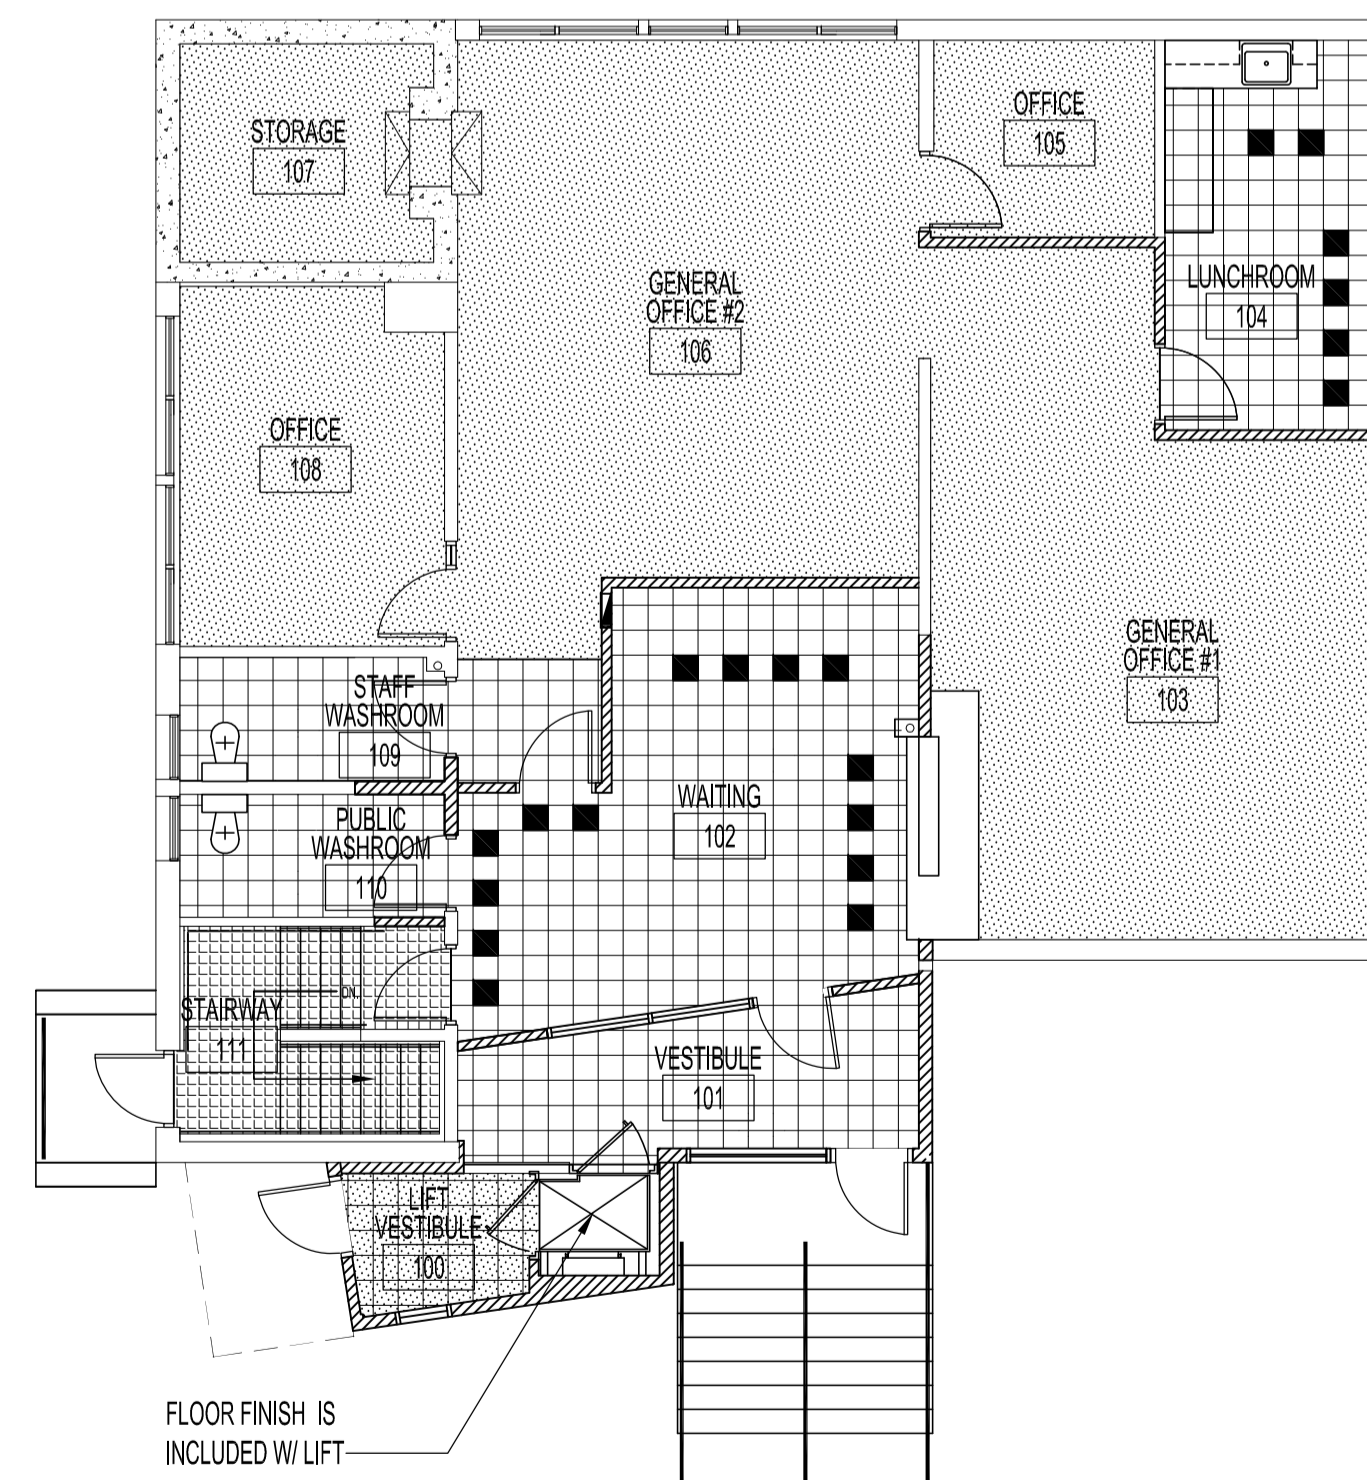 STORAGE
107
OFFICE
105
LUNCHROOM
104
GENERAL
OFFICE #2
106
OFFICE
108
GENERAL
OFFICE #1
103
STAFF
WASHROOM
109
WAITING
102
PUBLIC
WASHROOM
110
DN.
STAIRWAY
111
VESTIBULE
101
LIFT
VESTIBULE
100
FLOOR FINISH IS
INCLUDED W/ LIFT